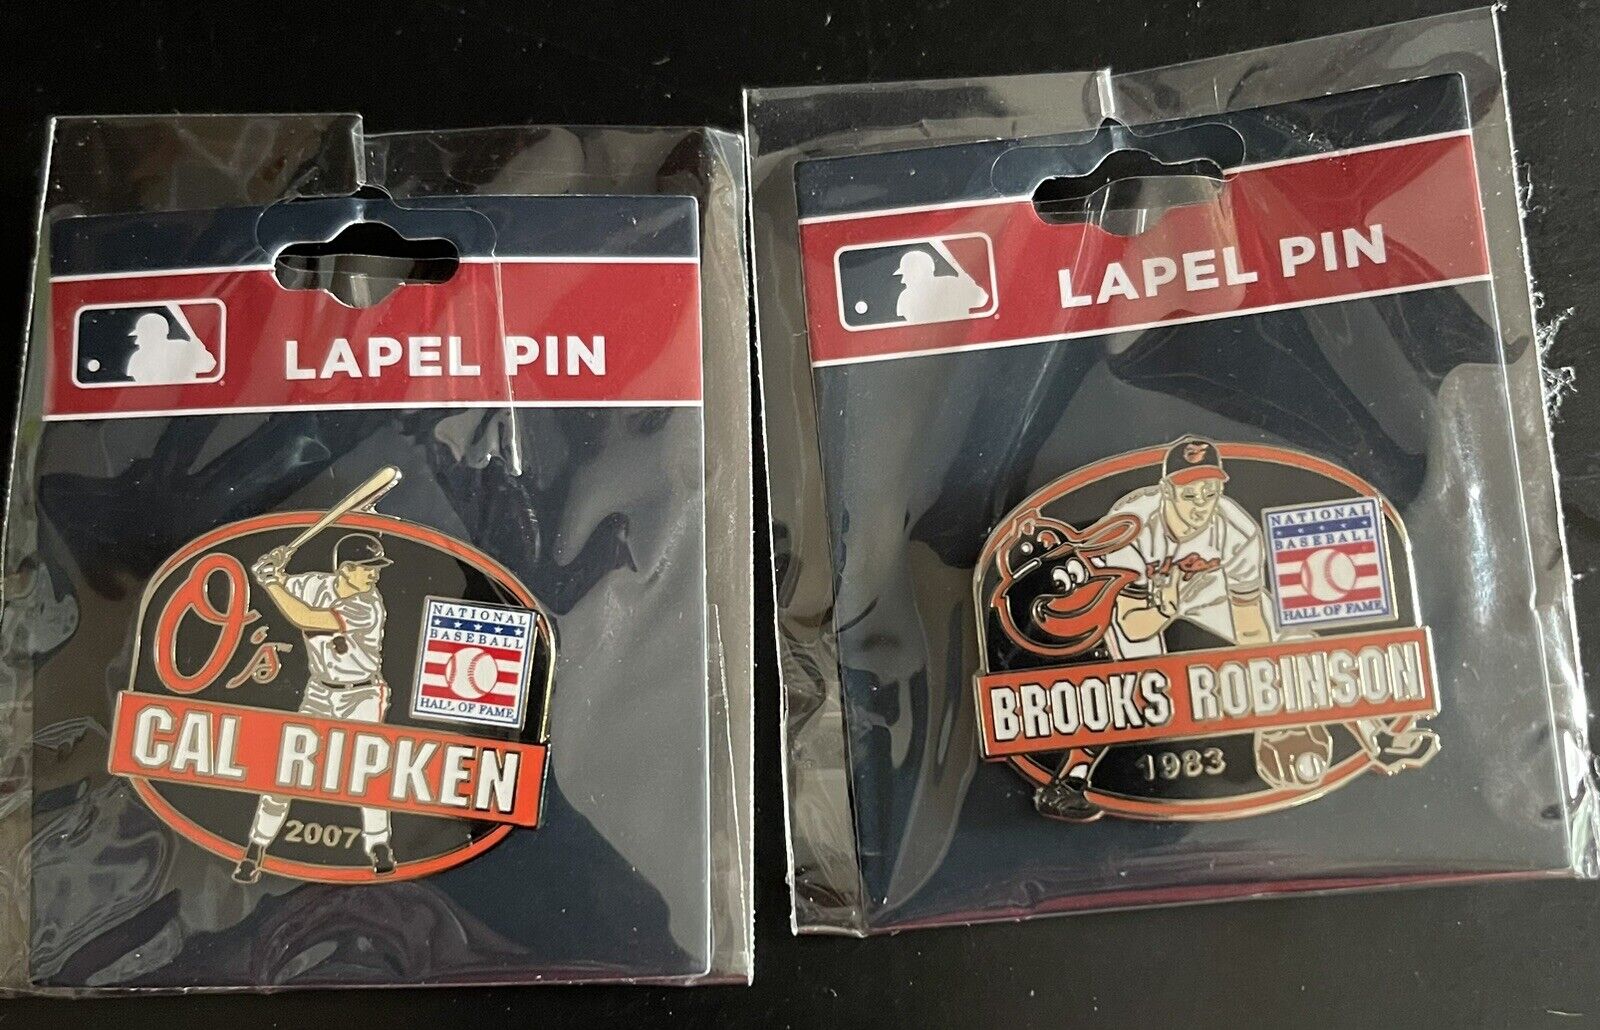 LAPEL PIN
O's
NATIONAL
BASEBALL
HALL OF FAME
CAL RIPKEN
2007
LAPEL PIN
NATIONAL
BASEBALL
HALL OF FAME
BROOKS ROBINSON
1983